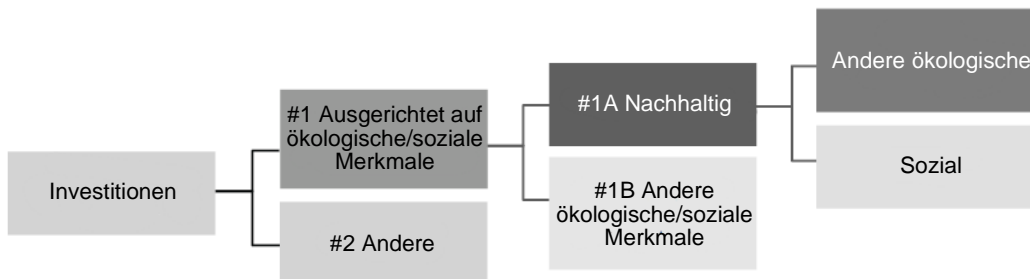 Investitionen
#1 Ausgerichtet auf
ökologische/soziale
Merkmale
#2 Andere
#1A Nachhaltig
#1B Andere
ökologische/soziale
Merkmale
Andere ökologische
Sozial